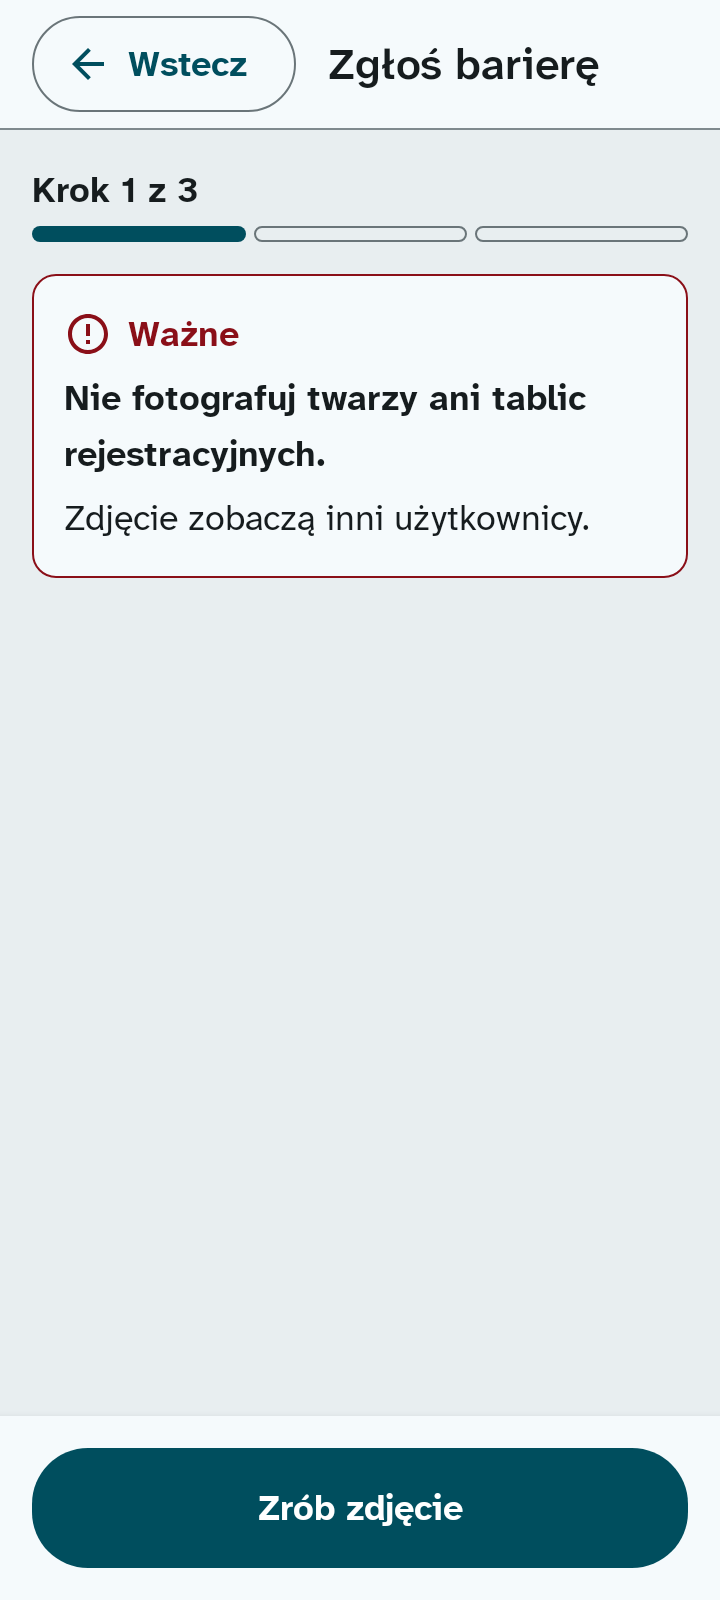 Wstecz
Zgłoś barierę
Krok 1 z 3
Ważne
Nie fotografuj twarzy ani tablic
rejestracyjnych.
Zdjęcie zobaczą inni użytkownicy.
Zrób zdjęcie